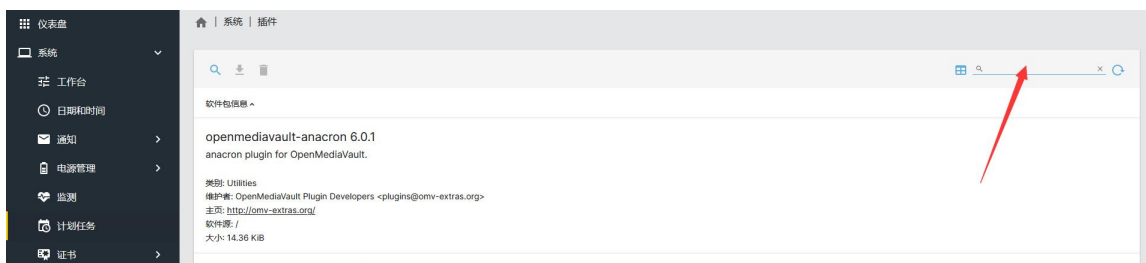 仪表盘
系统 | 插件
系统
工作台
日期和时间
通知
电源管理
监测
计划任务
证书
软件包信息
openmediavault-anacron 6.0.1
anacron plugin for OpenMediaVault.
类别: Utilities
维护者: OpenMediaVault Plugin Developers <plugins@omv-extras.org>
主页: http://omv-extras.org/
软件源: /
大小: 14.36 KiB